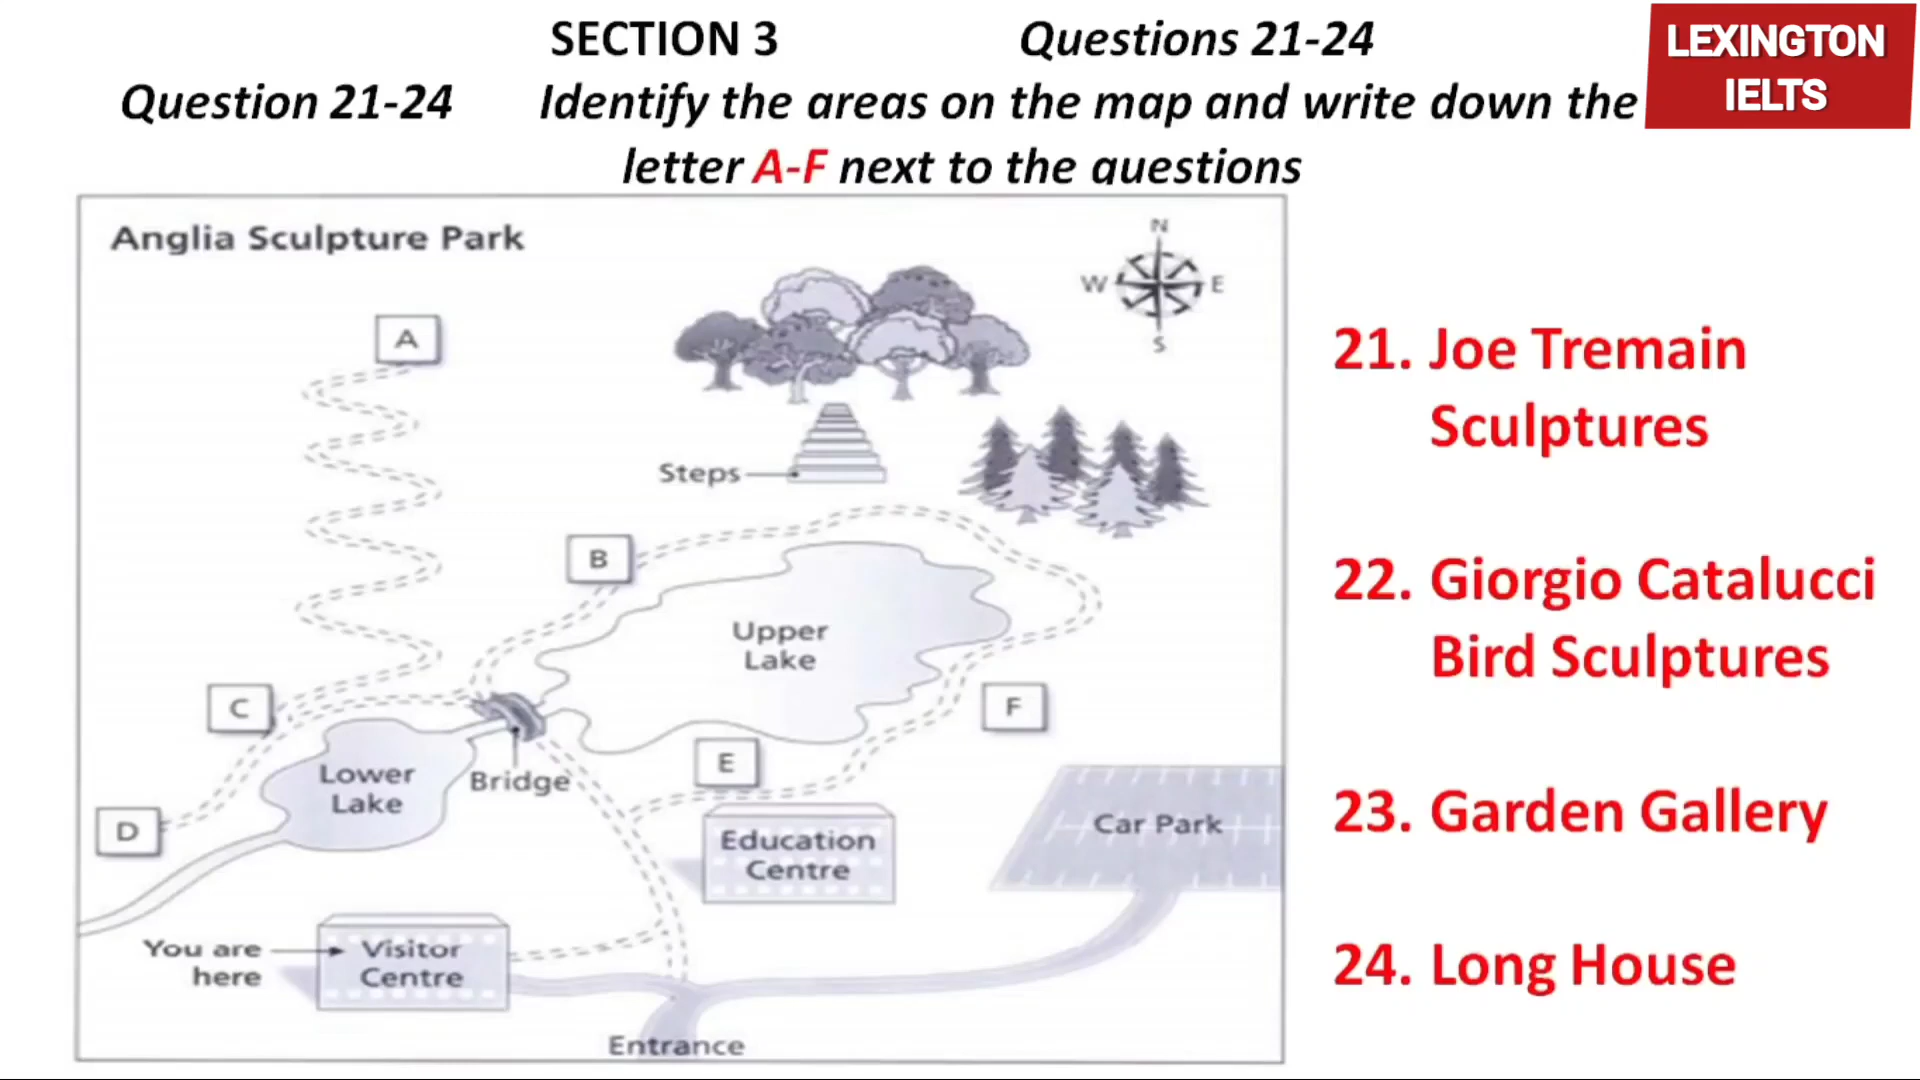 SECTION 3 Questions 21-24
LEXINGTON
IELTS
Question 21-24 Identify the areas on the map and write down the
letter A-F next to the questions
Anglia Sculpture Park
N
W E
S
A
Steps
B
Upper
Lake
C
F
E
Lower
Lake
Bridge
D
Education
Centre
Car Park
You are
here
Visitor
Centre
Entrance
21. Joe Tremain
Sculptures
22. Giorgio Catalucci
Bird Sculptures
23. Garden Gallery
24. Long House